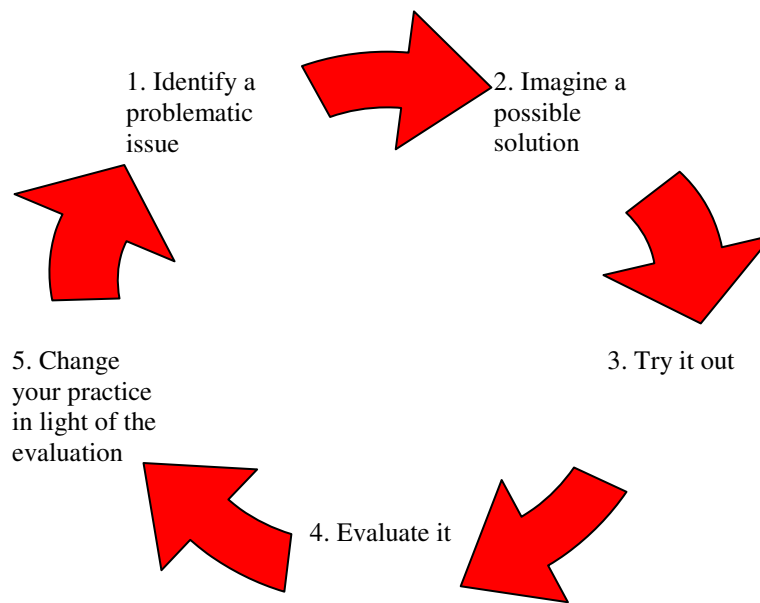 1. Identify a
problematic
issue
2. Imagine a
possible
solution
3. Try it out
4. Evaluate it
5. Change
your practice
in light of the
evaluation